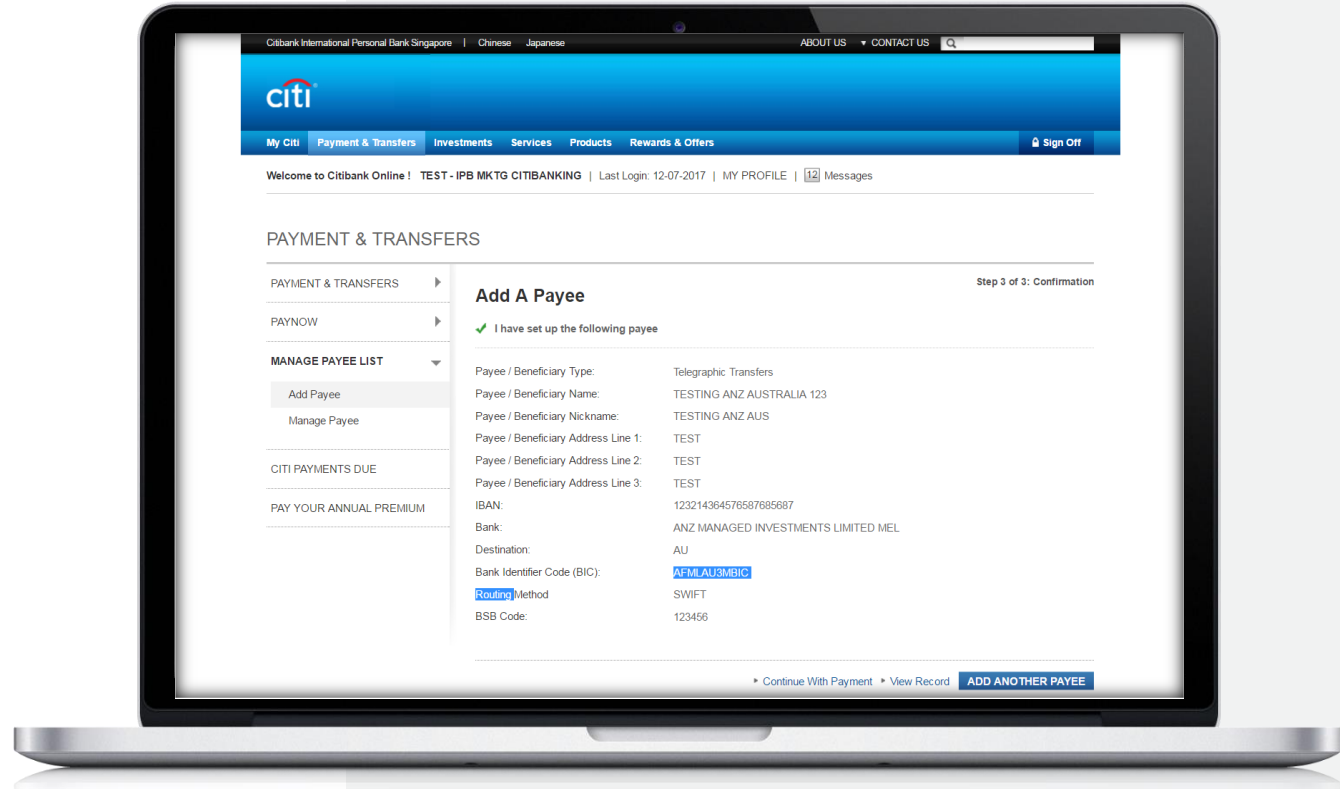 Citibank International Personal Bank Singapore | Chinese Japanese ABOUT US ▼ CONTACT US
citi
My Citi Payment & Transfers Investments Services Products Rewards & Offers Sign Off
Welcome to Citibank Online ! TEST - IPB MKTG CITIBANKING | Last Login: 12-07-2017 | MY PROFILE | 12 Messages
PAYMENT & TRANSFERS
PAYMENT & TRANSFERS
PAYNOW
MANAGE PAYEE LIST
Add Payee
Manage Payee
CITI PAYMENTS DUE
PAY YOUR ANNUAL PREMIUM
Step 3 of 3: Confirmation
Add A Payee
I have set up the following payee
Payee / Beneficiary Type: Telegraphic Transfers
Payee / Beneficiary Name: TESTING ANZ AUSTRALIA 123
Payee / Beneficiary Nickname: TESTING ANZ AUS
Payee / Beneficiary Address Line 1: TEST
Payee / Beneficiary Address Line 2: TEST
Payee / Beneficiary Address Line 3: TEST
IBAN: 123214364576587685687
Bank: ANZ MANAGED INVESTMENTS LIMITED MEL
Destination: AU
Bank Identifier Code (BIC): AFMLAU3MBIC
Routing Method SWIFT
BSB Code: 123456
Continue With Payment View Record ADD ANOTHER PAYEE